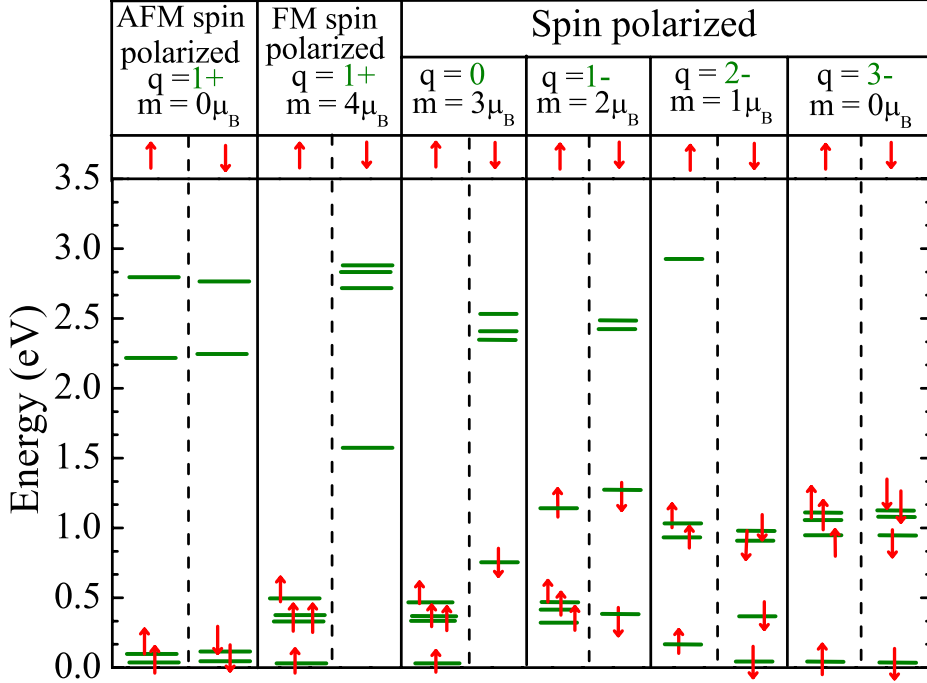 AFM spin
polarized
q =1+
m = 0μB
FM spin
polarized
q = 1+
m = 4μB
Spin polarized
q = 0
m = 3μB
q =1-
m = 2μB
q = 2-
m = 1μB
q = 3-
m = 0μB
Energy (eV)
3.5
3.0
2.5
2.0
1.5
1.0
0.5
0.0